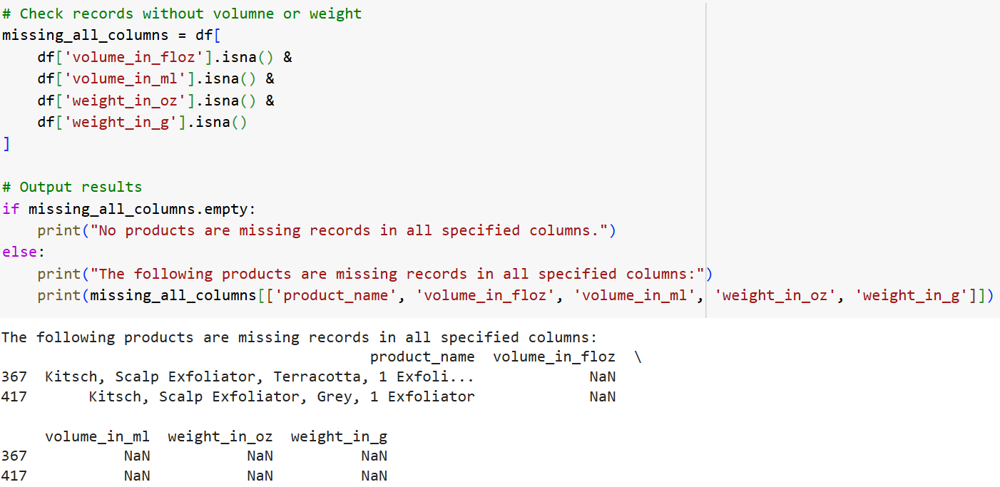 # Check records without volumne or weight
missing_all_columns = df[
    df['volume_in_floz'].isna() &
    df['volume_in_ml'].isna() &
    df['weight_in_oz'].isna() &
    df['weight_in_g'].isna()
]

# Output results
if missing_all_columns.empty:
    print("No products are missing records in all specified columns.")
else:
    print("The following products are missing records in all specified columns:")
    print(missing_all_columns[['product_name', 'volume_in_floz', 'volume_in_ml', 'weight_in_oz', 'weight_in_g']])

The following products are missing records in all specified columns:
                                          product_name  volume_in_floz  \
367  Kitsch, Scalp Exfoliator, Terracotta, 1 Exfoli...             NaN
417       Kitsch, Scalp Exfoliator, Grey, 1 Exfoliator             NaN

     volume_in_ml  weight_in_oz  weight_in_g
367           NaN           NaN          NaN
417           NaN           NaN          NaN